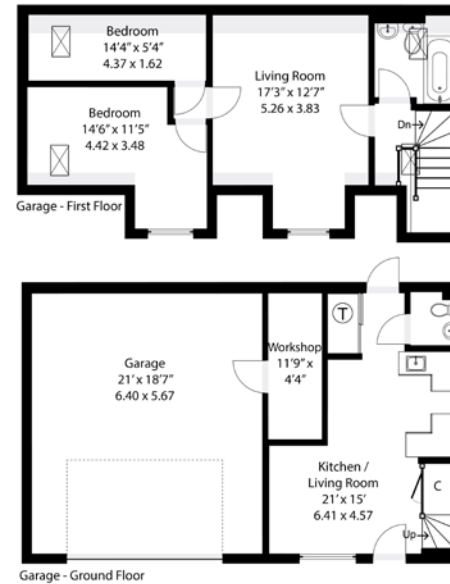 Bedroom
14'4" x 5'4"
4.37 x 1.62
Living Room
17'3" x 12'7"
5.26 x 3.83
Bedroom
14'6" x 11'5"
4.42 x 3.48
Dn
Garage - First Floor
T
Workshop
11'9" x
4'4"
Garage
21' x 18'7"
6.40 x 5.67
Kitchen /
Living Room
21' x 15'
6.41 x 4.57
C
Up
Garage - Ground Floor